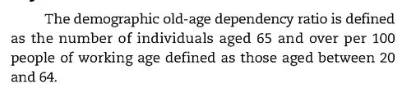 The demographic old-age dependency ratio is defined
as the number of individuals aged 65 and over per 100
people of working age defined as those aged between 20
and 64.